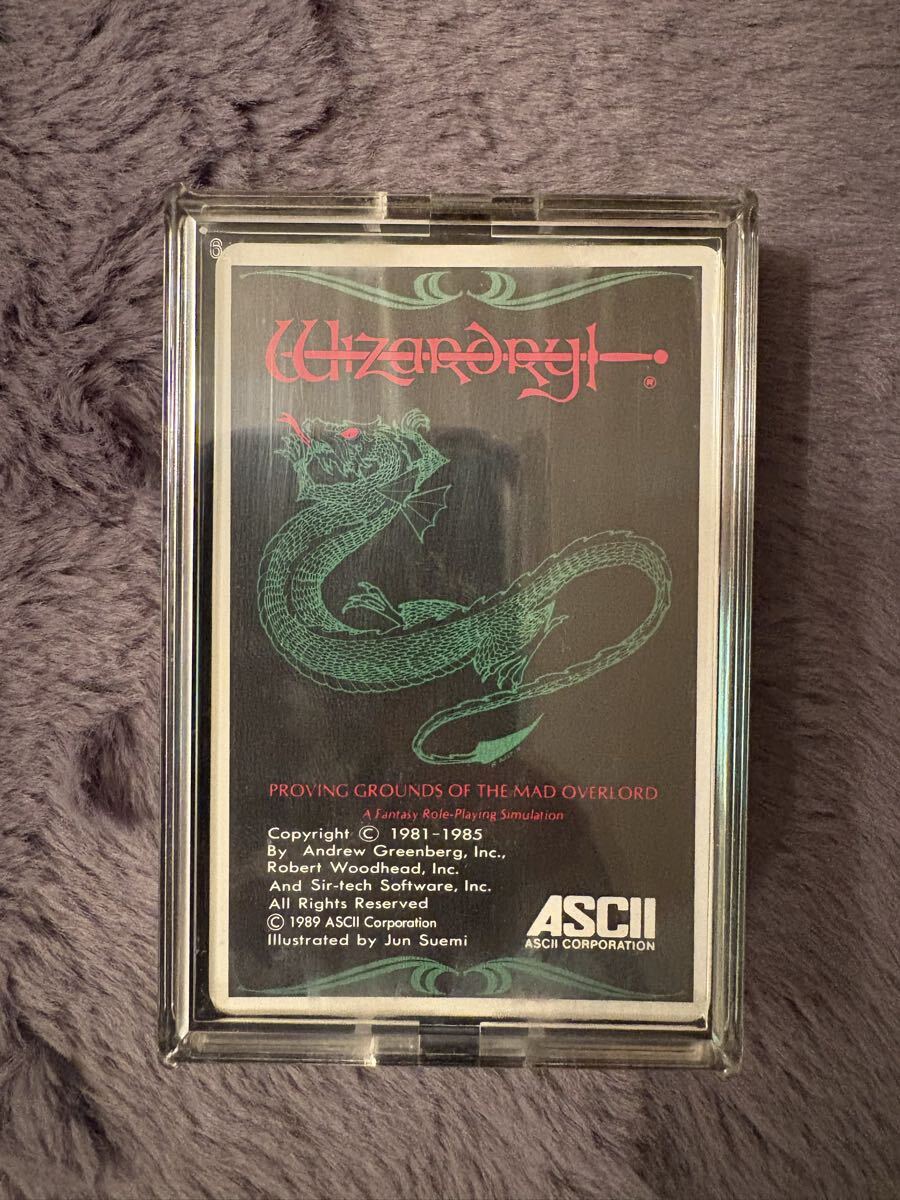 Wizardry
®
PROVING GROUNDS OF THE MAD OVERLORD
A Fantasy Role-Playing Simulation
Copyright © 1981-1985
By Andrew Greenberg, Inc.,
Robert Woodhead, Inc.
And Sir-tech Software, Inc.
All Rights Reserved
© 1989 ASCII Corporation
Illustrated by Jun Suemi
ASCII
ASCII CORPORATION